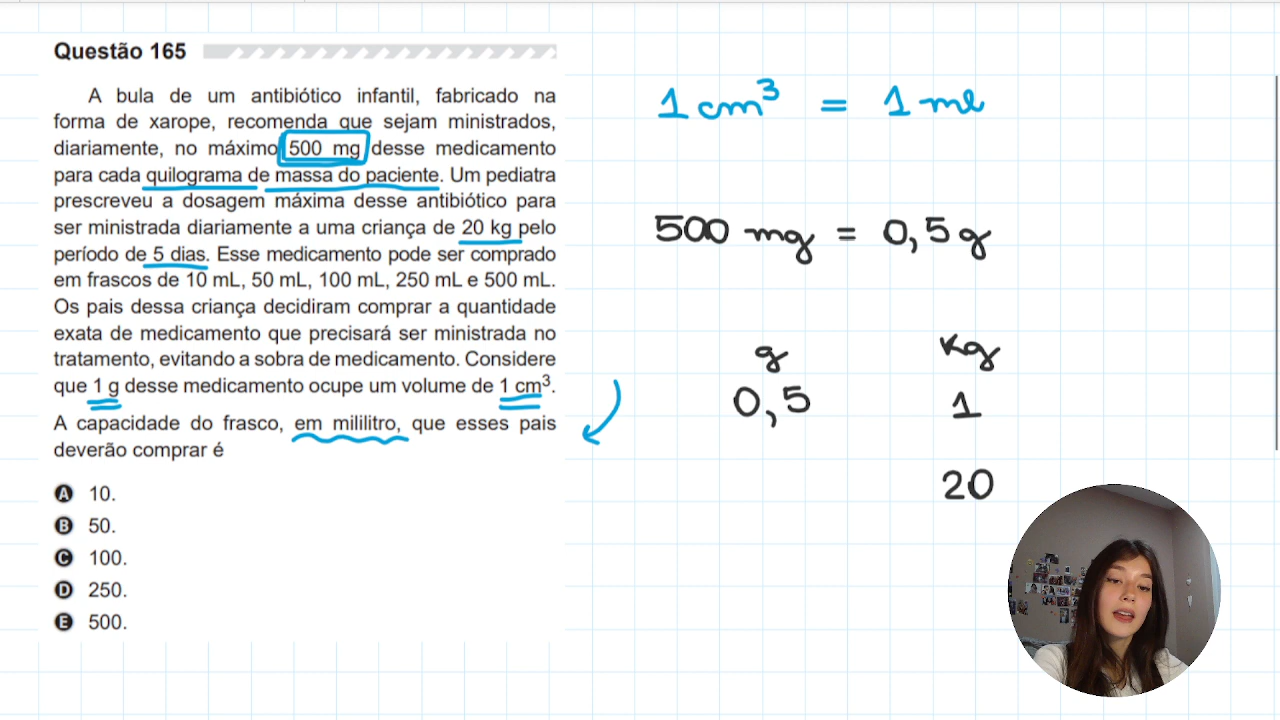 Questão 165
A bula de um antibiótico infantil, fabricado na
forma de xarope, recomenda que sejam ministrados,
diariamente, no máximo 500 mg desse medicamento
para cada quilograma de massa do paciente. Um pediatra
prescreveu a dosagem máxima desse antibiótico para
ser ministrada diariamente a uma criança de 20 kg pelo
período de 5 dias. Esse medicamento pode ser comprado
em frascos de 10 mL, 50 mL, 100 mL, 250 mL e 500 mL.
Os pais dessa criança decidiram comprar a quantidade
exata de medicamento que precisará ser ministrada no
tratamento, evitando a sobra de medicamento. Considere
que 1 g desse medicamento ocupe um volume de 1 cm³.
A capacidade do frasco, em mililitro, que esses pais
deverão comprar é
A 10.
B 50.
C 100.
D 250.
E 500.
1 cm³ = 1 ml
500 mg = 0,5 g
g Kg
0,5 1
20